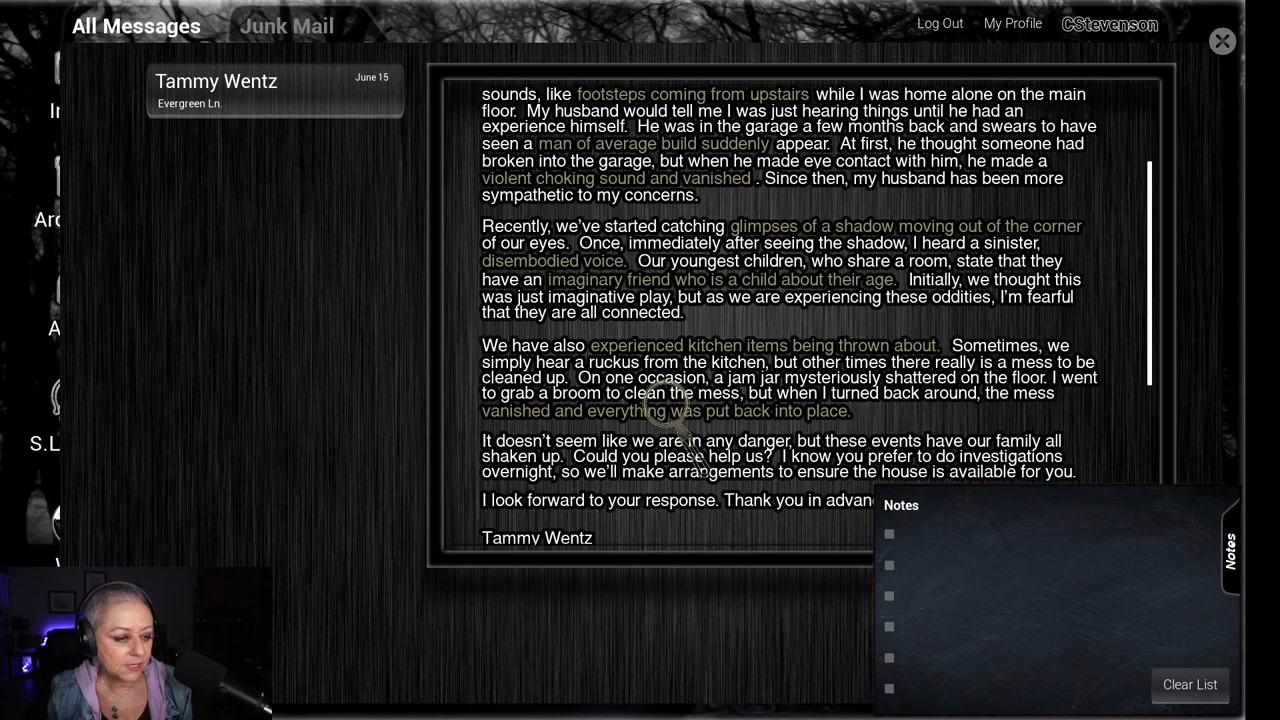 All Messages
Junk Mail
Log Out
My Profile
CStevenson
Tammy Wentz
June 15
Evergreen Ln.
sounds, like footsteps coming from upstairs while I was home alone on the main
floor. My husband would tell me I was just hearing things until he had an
experience himself. He was in the garage a few months back and swears to have
seen a man of average build suddenly appear. At first, he thought someone had
broken into the garage, but when he made eye contact with him, he made a
violent choking sound and vanished . Since then, my husband has been more
sympathetic to my concerns.
Recently, we've started catching glimpses of a shadow moving out of the corner
of our eyes. Once, immediately after seeing the shadow, I heard a sinister,
disembodied voice. Our youngest children, who share a room, state that they
have an imaginary friend who is a child about their age. Initially, we thought this
was just imaginative play, but as we are experiencing these oddities, I'm fearful
that they are all connected.
We have also experienced kitchen items being thrown about. Sometimes, we
simply hear a ruckus from the kitchen, but other times there really is a mess to be
cleaned up. On one occasion, a jam jar mysteriously shattered on the floor. I went
to grab a broom to clean the mess, but when I turned back around, the mess
vanished and everything was put back into place.
It doesn't seem like we are in any danger, but these events have our family all
shaken up. Could you please help us? I know you prefer to do investigations
overnight, so we'll make arrangements to ensure the house is available for you.
I look forward to your response. Thank you in advan
Tammy Wentz
Notes
Notes
Clear List
S.L